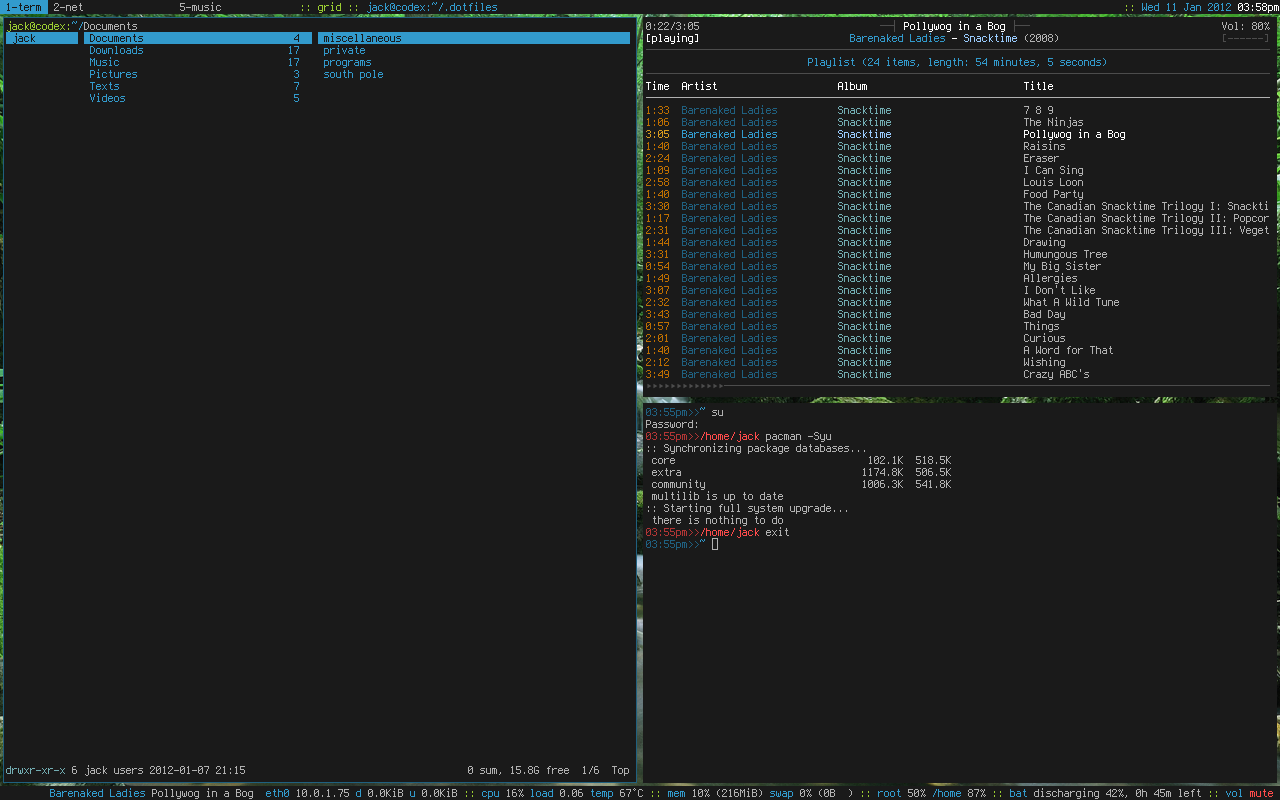 1-term 2-net 5-music :: grid :: jack@codex:~/.dotfiles :: Wed 11 Jan 2012 03:58pm
jack@codex:~/Documents
jack Documents 4 miscellaneous
Downloads 17 private
Music 17 programs
Pictures 3 south pole
Texts 7
Videos 5
drwxr-xr-x 6 jack users 2012-01-07 21:15 0 sum, 15.8G free 1/6 Top
0:22/3:05 ──┤ Pollywog in a Bog ├── Vol: 80%
[playing] Barenaked Ladies - Snacktime (2008) [------]
Playlist (24 items, length: 54 minutes, 5 seconds)
Time Artist Album Title
1:33 Barenaked Ladies Snacktime 7 8 9
1:06 Barenaked Ladies Snacktime The Ninjas
3:05 Barenaked Ladies Snacktime Pollywog in a Bog
1:40 Barenaked Ladies Snacktime Raisins
2:24 Barenaked Ladies Snacktime Eraser
1:09 Barenaked Ladies Snacktime I Can Sing
2:58 Barenaked Ladies Snacktime Louis Loon
1:40 Barenaked Ladies Snacktime Food Party
3:30 Barenaked Ladies Snacktime The Canadian Snacktime Trilogy I: Snackti
1:17 Barenaked Ladies Snacktime The Canadian Snacktime Trilogy II: Popcor
2:31 Barenaked Ladies Snacktime The Canadian Snacktime Trilogy III: Veget
1:44 Barenaked Ladies Snacktime Drawing
3:31 Barenaked Ladies Snacktime Humungous Tree
0:54 Barenaked Ladies Snacktime My Big Sister
1:49 Barenaked Ladies Snacktime Allergies
3:07 Barenaked Ladies Snacktime I Don't Like
2:32 Barenaked Ladies Snacktime What A Wild Tune
3:43 Barenaked Ladies Snacktime Bad Day
0:57 Barenaked Ladies Snacktime Things
2:01 Barenaked Ladies Snacktime Curious
1:40 Barenaked Ladies Snacktime A Word for That
2:12 Barenaked Ladies Snacktime Wishing
3:49 Barenaked Ladies Snacktime Crazy ABC's
03:55pm>>~ su
Password:
03:55pm>>/home/jack pacman -Syu
:: Synchronizing package databases...
core 102.1K 518.5K
extra 1174.8K 506.5K
community 1006.3K 541.8K
multilib is up to date
:: Starting full system upgrade...
there is nothing to do
03:55pm>>/home/jack exit
03:55pm>>~
Barenaked Ladies Pollywog in a Bog eth0 10.0.1.75 d 0.0KiB u 0.0KiB :: cpu 16% load 0.06 temp 67°C :: mem 10% (216MiB) swap 0% (0B ) :: root 50% /home 87% :: bat discharging 42%, 0h 45m left :: vol mute